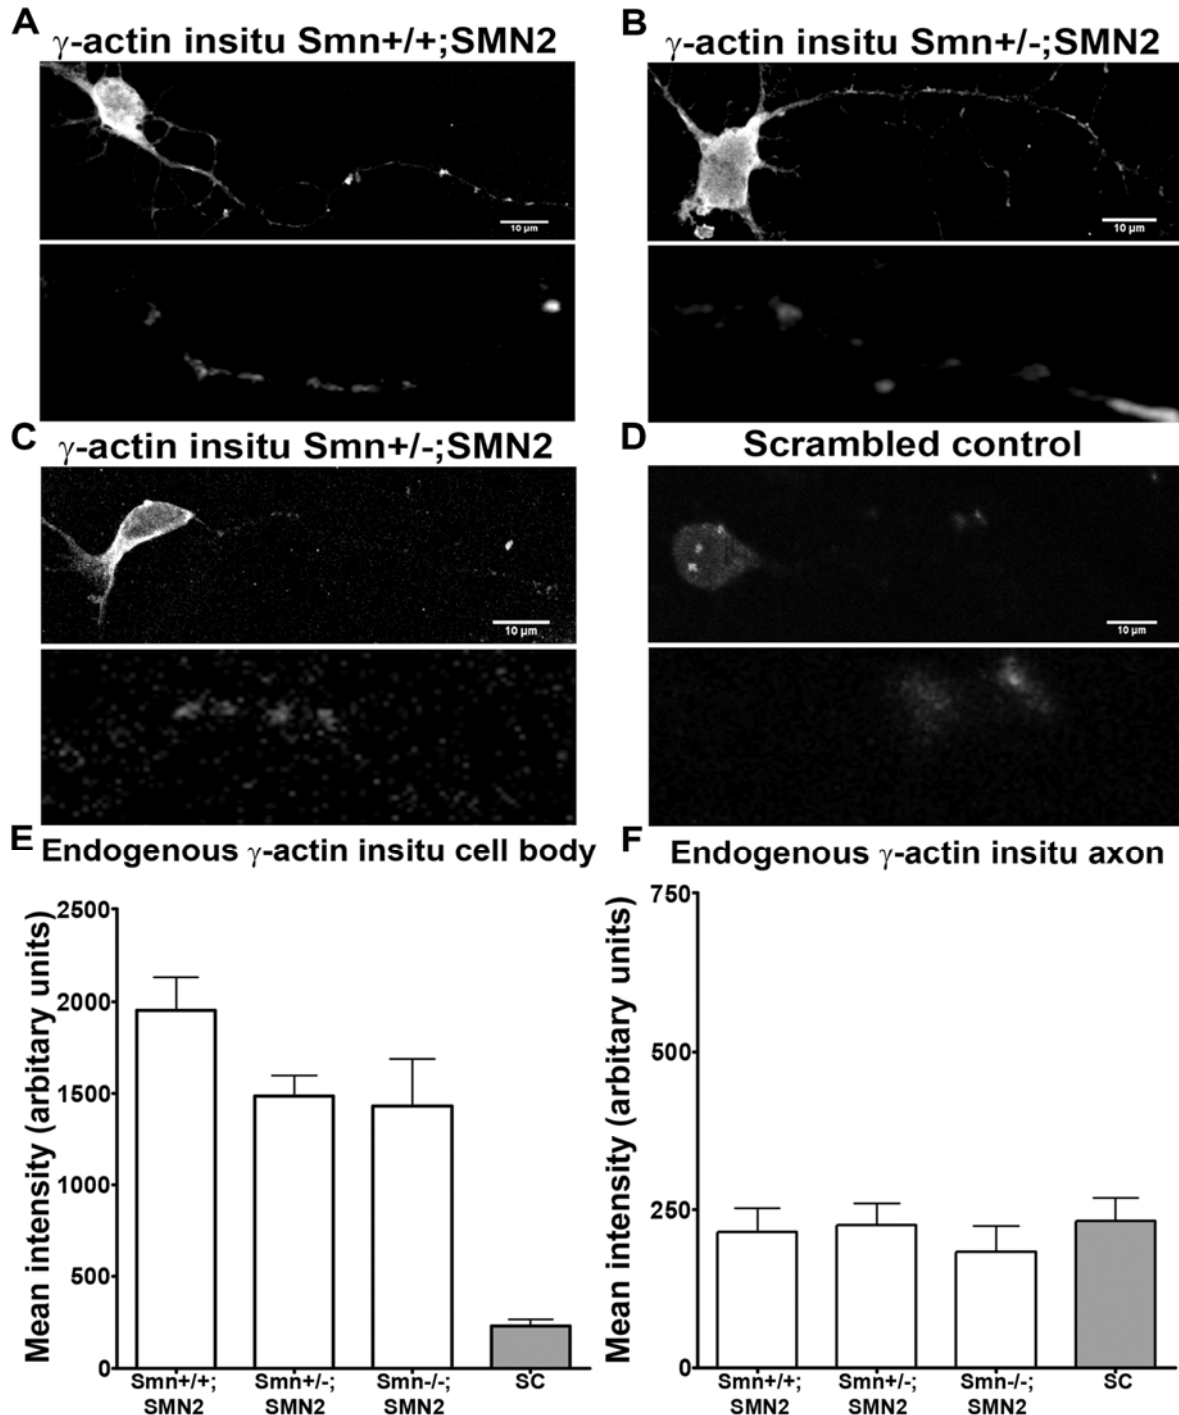 A
γ-actin insitu Smn+/+;SMN2
10 µm
B
γ-actin insitu Smn+/-;SMN2
10 µm
C
γ-actin insitu Smn+/-;SMN2
10 µm
D
Scrambled control
10 µm
E
Endogenous γ-actin insitu cell body
Mean intensity (arbitary units)
2500
2000
1500
1000
500
0
Smn+/+;
SMN2
Smn+/-;
SMN2
Smn-/-;
SMN2
SC
F
Endogenous γ-actin insitu axon
Mean intensity (arbitary units)
750
500
250
0
Smn+/+;
SMN2
Smn+/-;
SMN2
Smn-/-;
SMN2
SC